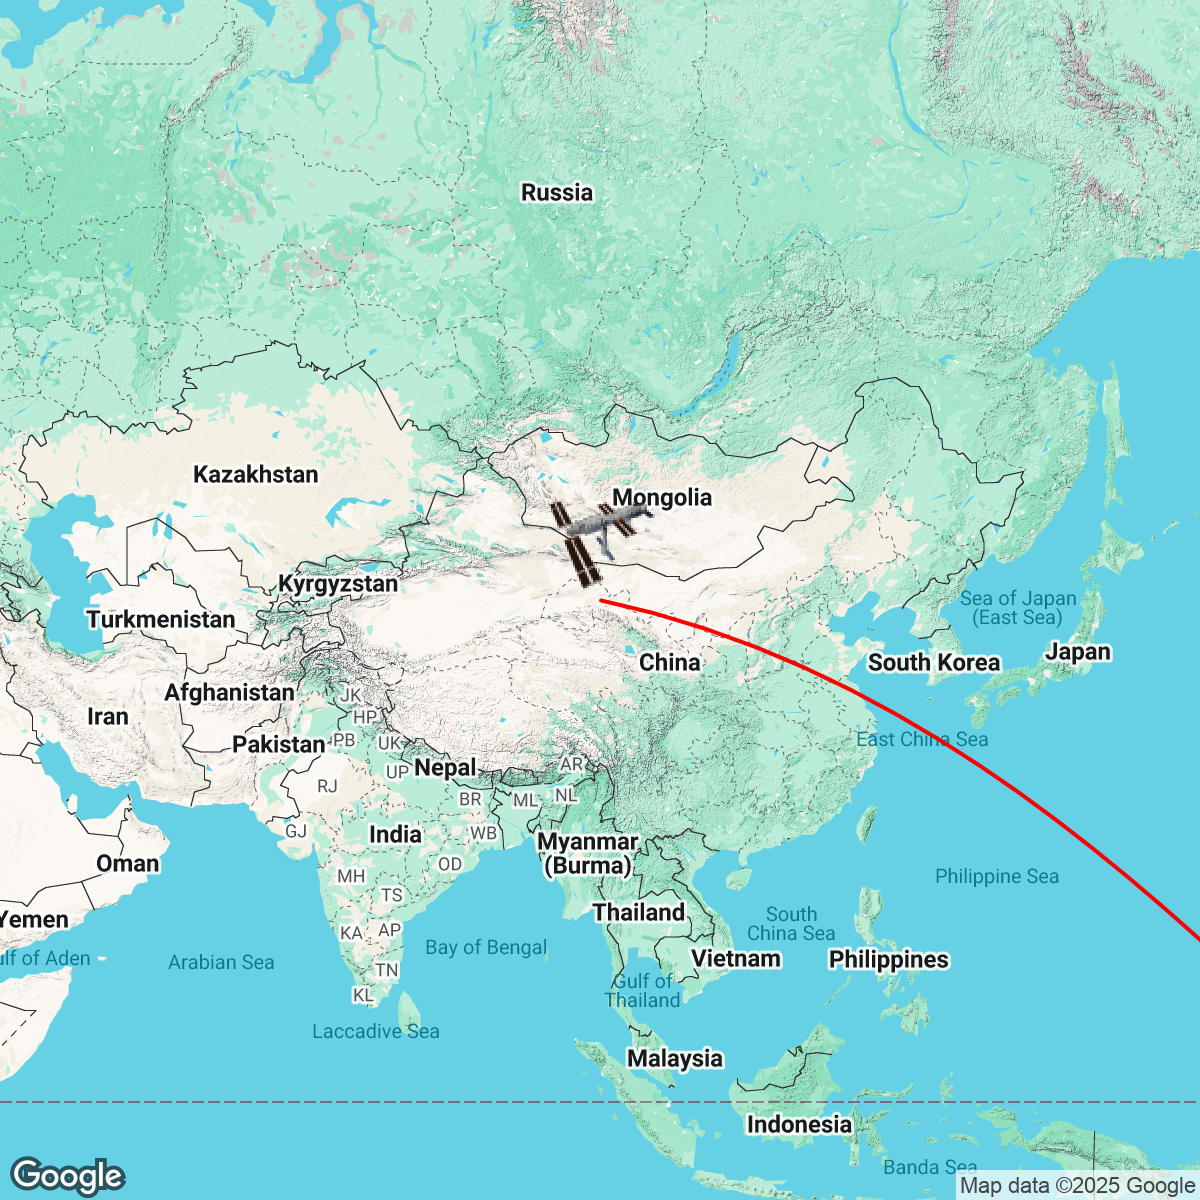 Russia
Kazakhstan
Mongolia
Kyrgyzstan
Turkmenistan
Sea of Japan
(East Sea)
China
South Korea
Japan
Afghanistan
JK
Iran
HP
Pakistan
PB
UK
East China Sea
Nepal
AR
UP
RJ
BR
ML
NL
GJ
India
WB
Myanmar
(Burma)
Oman
OD
MH
Philippine Sea
TS
Yemen
Thailand
South
China Sea
KA
AP
Bay of Bengal
ulf of Aden
Arabian Sea
Vietnam
Philippines
TN
Gulf of
Thailand
KL
Laccadive Sea
Malaysia
Indonesia
Banda Sea
Google
Map data ©2025 Google